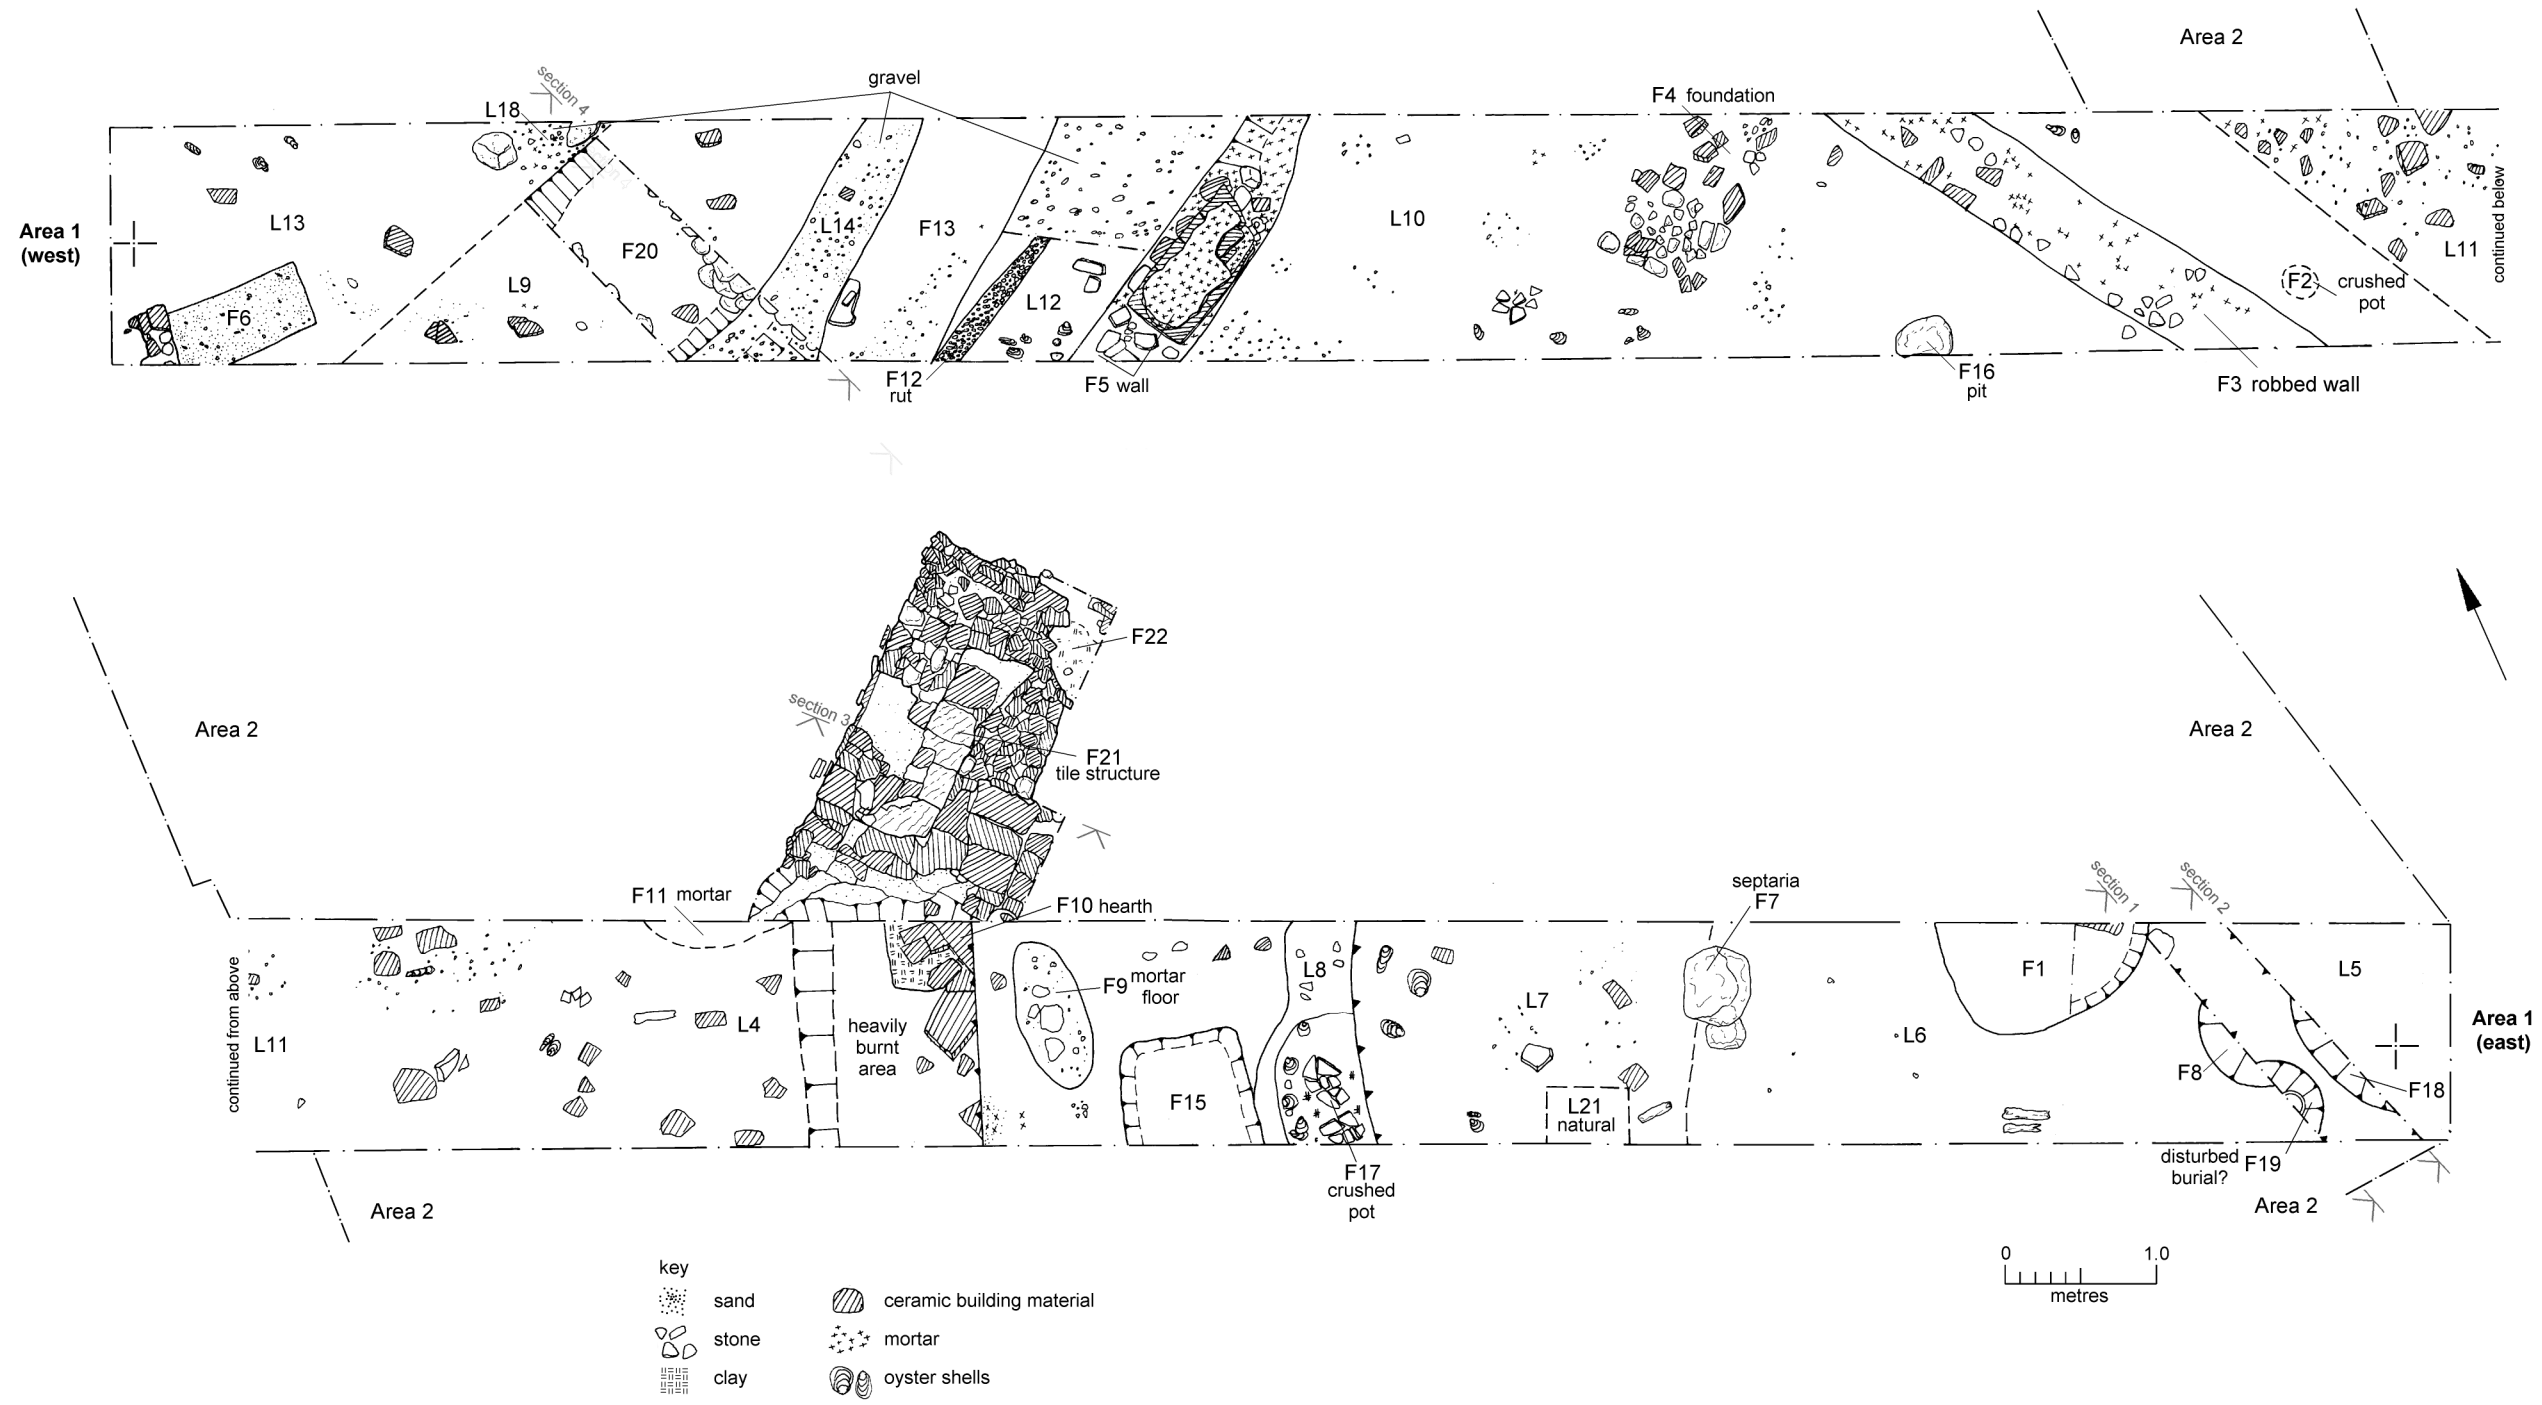 Area 2
gravel
section 4
L18
F4 foundation
Area 1
(west)
L13
F6
L9
F20
L14
F13
L12
L10
F2
crushed
pot
L11
continued below
F12
rut
F5 wall
F16
pit
F3 robbed wall
F22
section 3
F21
tile structure
Area 2
Area 2
F11 mortar
F10 hearth
septaria
F7
section 1
section 2
continued from above
L11
L4
heavily
burnt
area
F9 mortar
floor
F15
L8
L7
L21
natural
L6
F1
L5
F8
F18
Area 1
(east)
F17
crushed
pot
disturbed
burial?
F19
Area 2
Area 2
0 1.0
metres
key
sand
stone
clay
ceramic building material
mortar
oyster shells